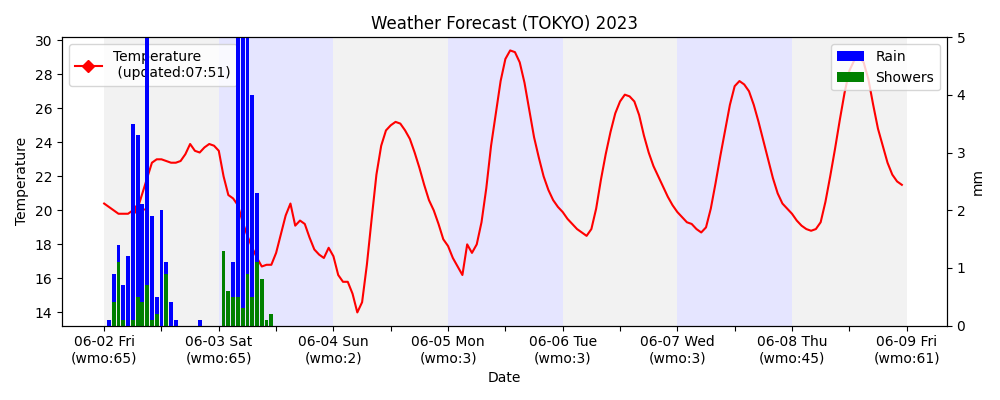 Weather Forecast (TOKYO) 2023
Temperature
(updated:07:51)
Rain
Showers
30
28
26
24
22
20
18
16
14
Temperature
5
4
3
2
1
0
mm
06-02 Fri
(wmo:65)
06-03 Sat
(wmo:65)
06-04 Sun
(wmo:2)
06-05 Mon
(wmo:3)
06-06 Tue
(wmo:3)
06-07 Wed
(wmo:3)
06-08 Thu
(wmo:45)
06-09 Fri
(wmo:61)
Date